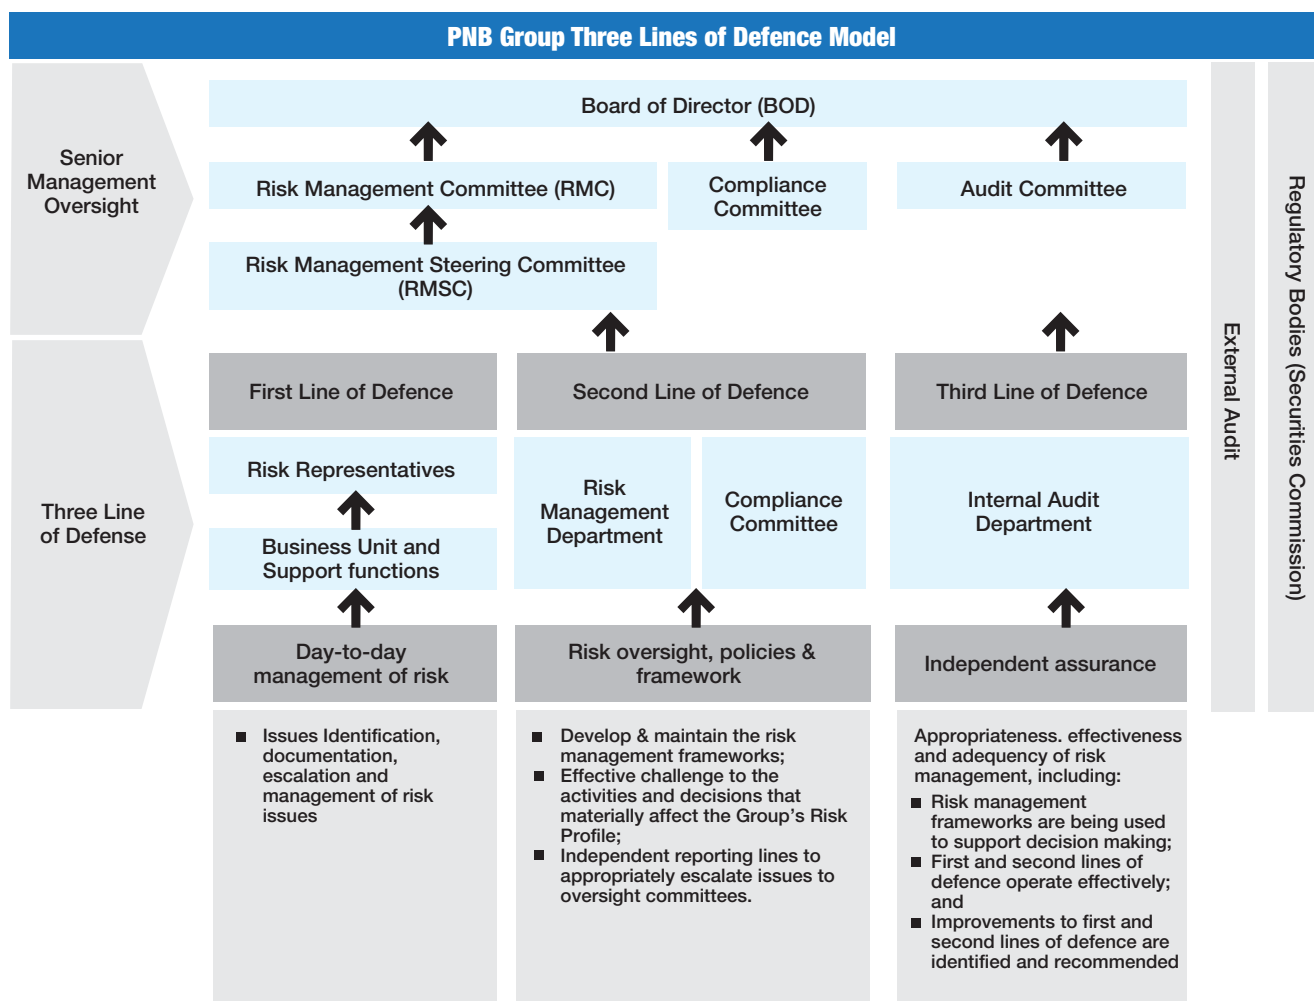 PNB Group Three Lines of Defence Model
Senior
Management
Oversight
Board of Director (BOD)
Risk Management Committee (RMC)
Compliance
Committee
Audit Committee
Risk Management Steering Committee
(RMSC)
Three Line
of Defense
First Line of Defence
Second Line of Defence
Third Line of Defence
Risk Representatives
Business Unit and
Support functions
Risk
Management
Department
Compliance
Committee
Internal Audit
Department
Day-to-day
management of risk
Risk oversight, policies &
framework
Independent assurance
■ Issues Identification,
documentation,
escalation and
management of risk
issues
■ Develop & maintain the risk
management frameworks;
■ Effective challenge to the
activities and decisions that
materially affect the Group's Risk
Profile;
■ Independent reporting lines to
appropriately escalate issues to
oversight committees.
Appropriateness. effectiveness
and adequency of risk
management, including:
■ Risk management
frameworks are being used
to support decision making;
■ First and second lines of
defence operate effectively;
and
■ Improvements to first and
second lines of defence are
identified and recommended
External Audit
Regulatory Bodies (Securities Commission)